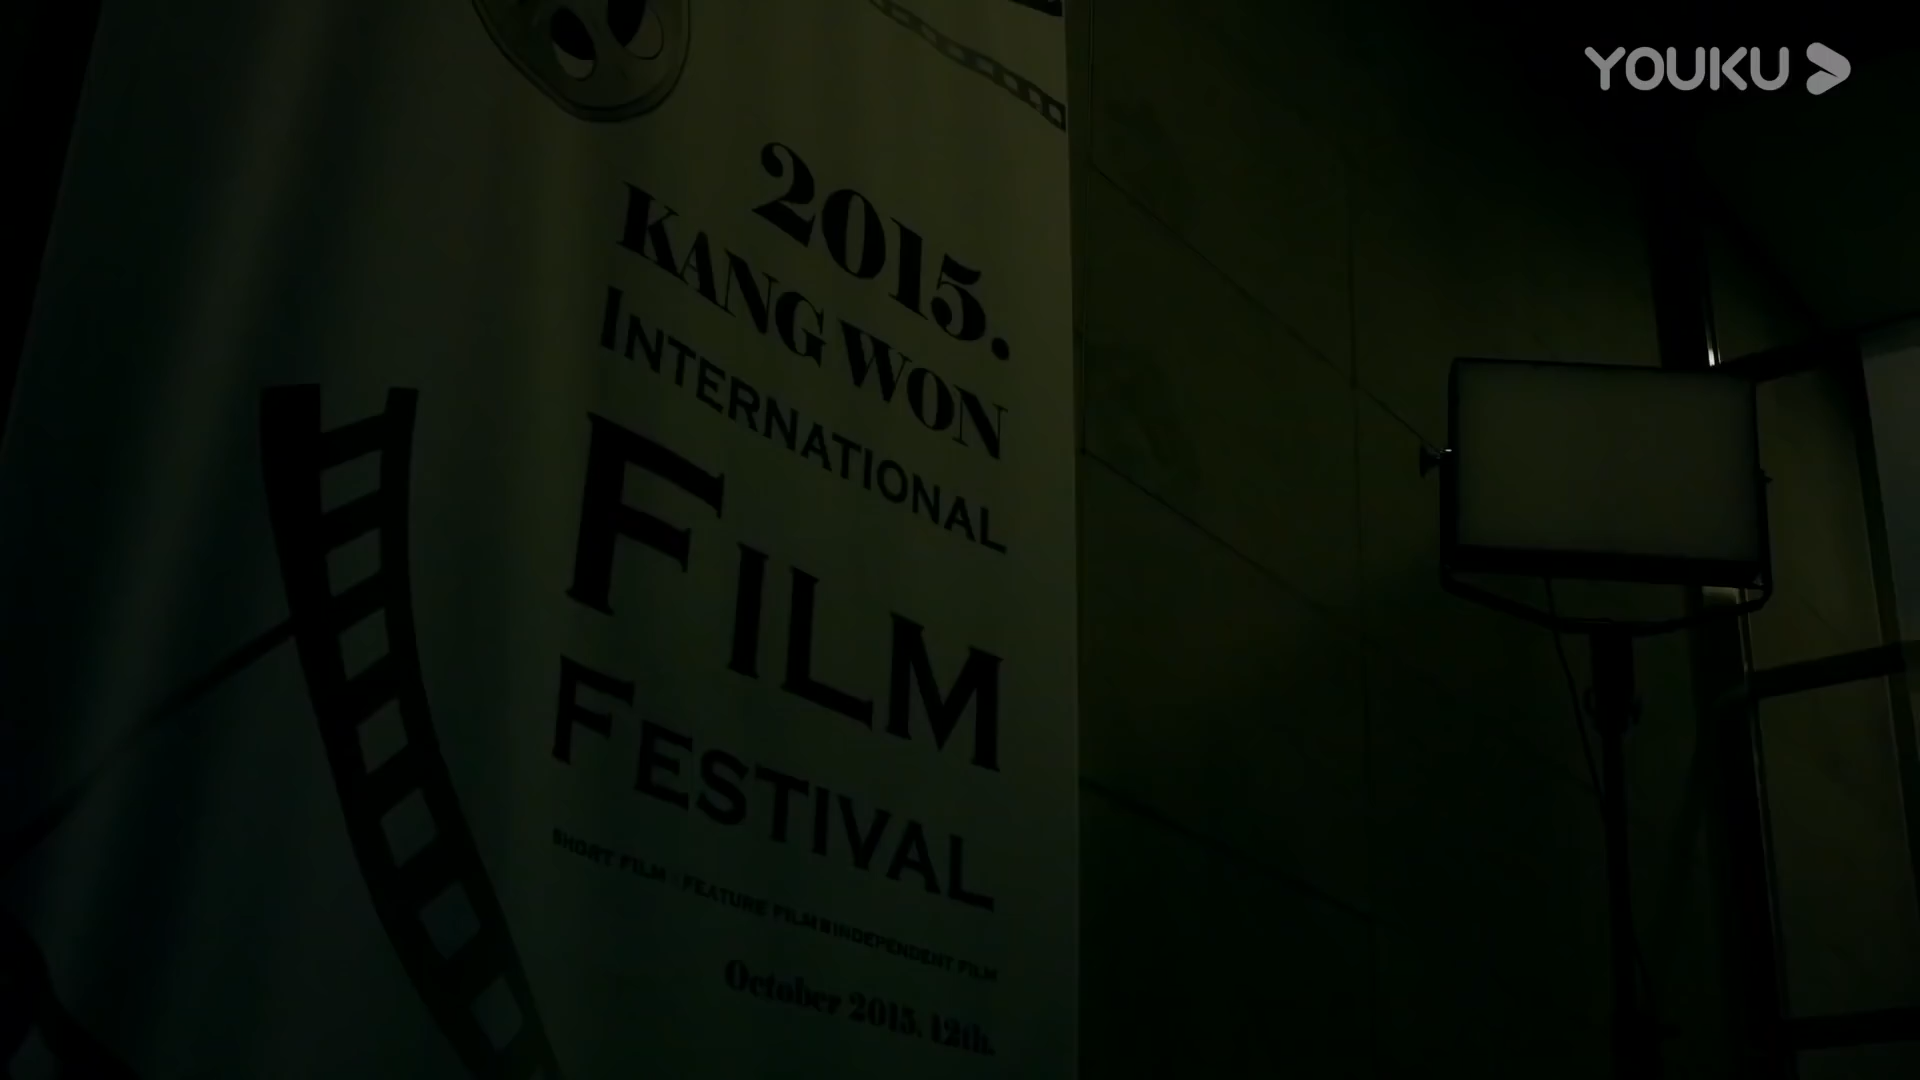 YOUKU
2015.
KANG WON
INTERNATIONAL
FILM
FESTIVAL
SHORT FILM · FEATURE FILM & INDEPENDENT FILM
October 2015. 12th.